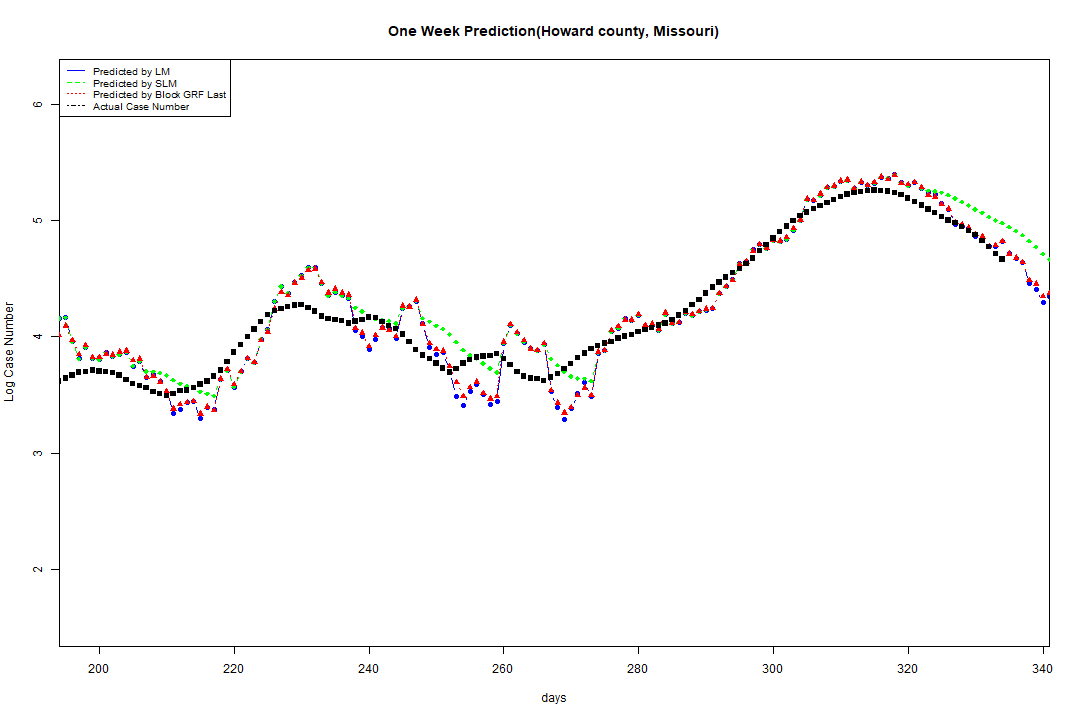 One Week Prediction(Howard county, Missouri)
Predicted by LM
Predicted by SLM
Predicted by Block GRF Last
Actual Case Number
6
5
4
3
2
Log Case Number
200 220 240 260 280 300 320 340
days